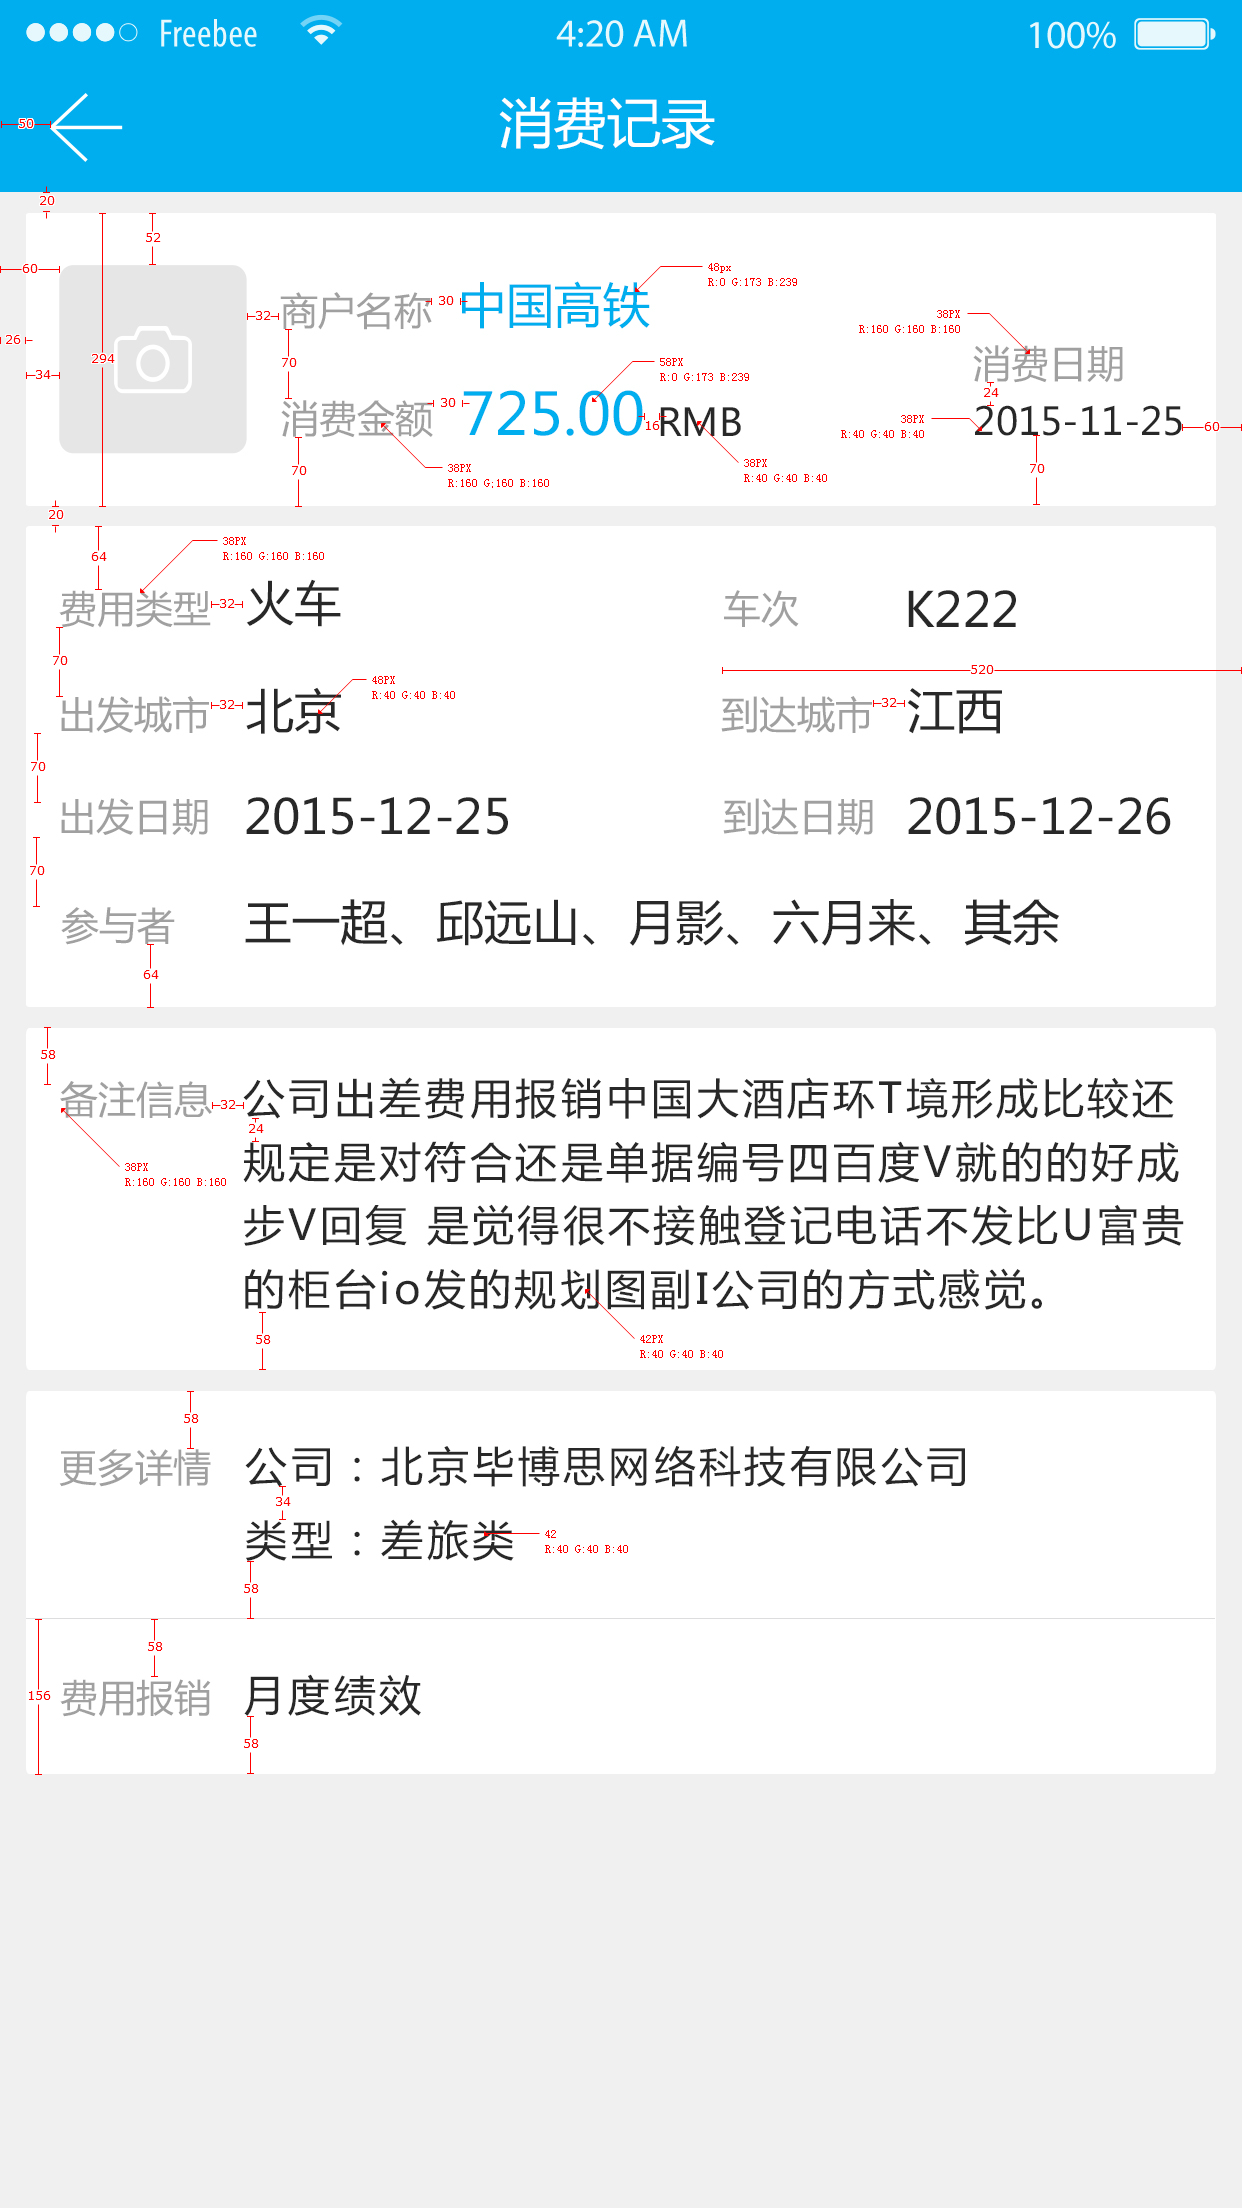 Freebee 4:20 AM 100%
50
消费记录
20
52
60
48px
R:0 G:173 B:239
商户名称 30 中国高铁
32
38PX
R:160 G:160 B:160
26
294
34
70
58PX
R:0 G:173 B:239
消费日期
24
消费金额 30 725.00 16 RMB
38PX
R:40 G:40 B:40
2015-11-25 60
70
38PX
R:160 G;160 B:160
38PX
R:40 G:40 B:40
70
20
64
38PX
R:160 G:160 B:160
费用类型 32 火车 车次 K222
70
520
48PX
R:40 G:40 B:40
出发城市 32 北京 到达城市 32 江西
70
出发日期 2015-12-25 到达日期 2015-12-26
70
参与者 王一超、邱远山、月影、六月来、其余
64
58
备注信息 32 公司出差费用报销中国大酒店环T境形成比较还
24
规定是对符合还是单据编号四百度V就的的好成
38PX
R:160 G:160 B:160
步V回复 是觉得很不接触登记电话不发比U富贵
的柜台io发的规划图副I公司的方式感觉。
58
42PX
R:40 G:40 B:40
58
更多详情 公司：北京毕博思网络科技有限公司
34
类型：差旅类
42
R:40 G:40 B:40
58
58
156
费用报销 月度绩效
58